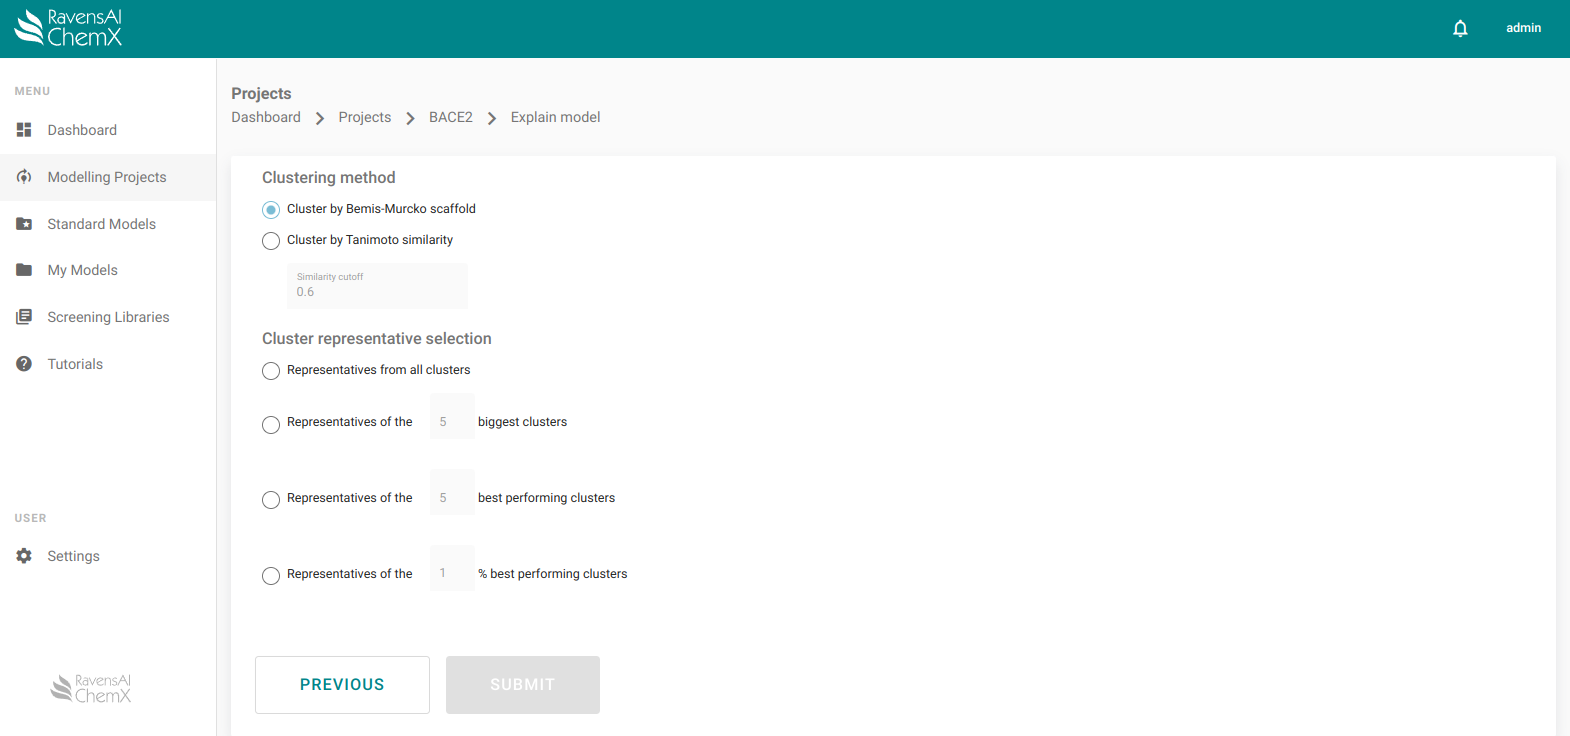 RavensAI
ChemX
admin
MENU
Dashboard
Modelling Projects
Standard Models
My Models
Screening Libraries
Tutorials
USER
Settings
RavensAI
ChemX
Projects
Dashboard > Projects > BACE2 > Explain model
Clustering method
Cluster by Bemis-Murcko scaffold
Cluster by Tanimoto similarity
Similarity cutoff
0.6
Cluster representative selection
Representatives from all clusters
Representatives of the 5 biggest clusters
Representatives of the 5 best performing clusters
Representatives of the 1 % best performing clusters
PREVIOUS SUBMIT